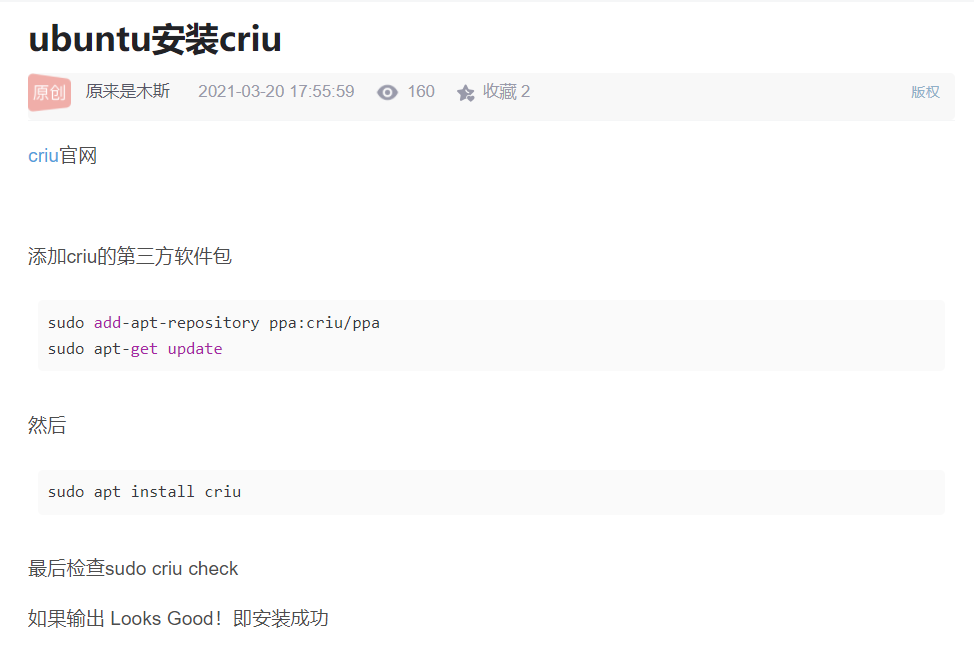 ubuntu安装criu
原创 原来是木斯 2021-03-20 17:55:59 160 收藏 2 版权
criu官网
添加criu的第三方软件包
sudo add-apt-repository ppa:criu/ppa
sudo apt-get update
然后
sudo apt install criu
最后检查sudo criu check
如果输出 Looks Good！即安装成功